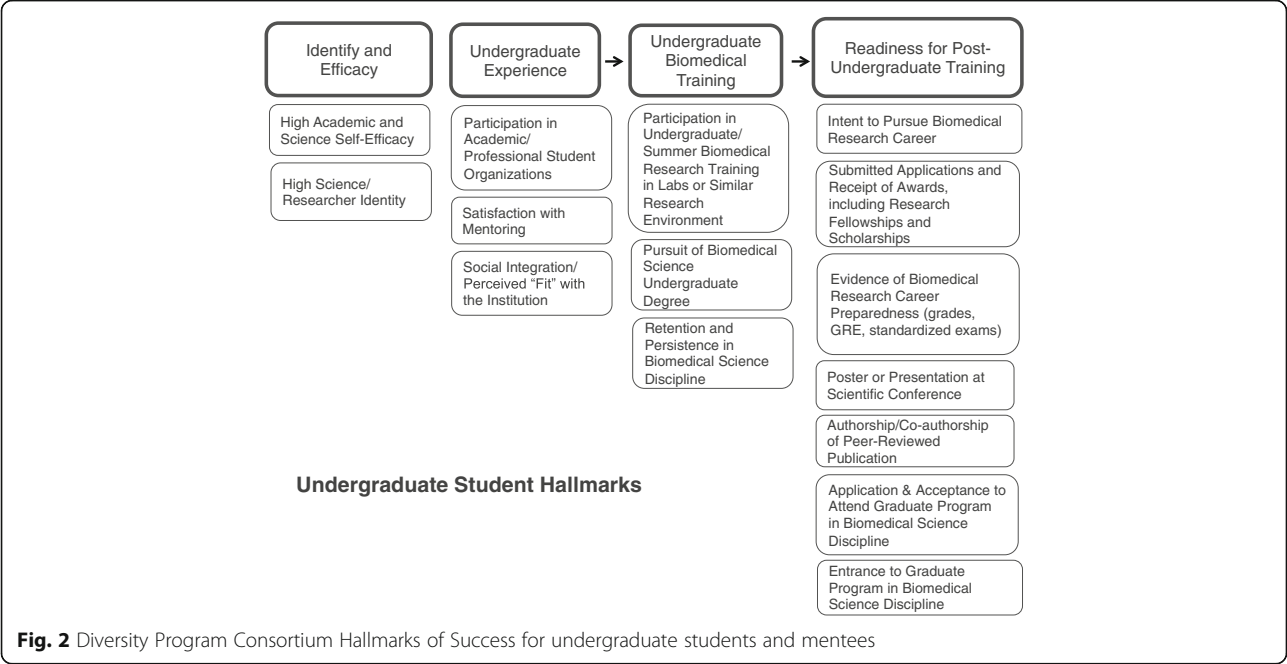 Identify and
Efficacy
High Academic and
Science Self-Efficacy
High Science/
Researcher Identity
Undergraduate
Experience
Participation in
Academic/
Professional Student
Organizations
Satisfaction with
Mentoring
Social Integration/
Perceived “Fit” with
the Institution
Undergraduate
Biomedical
Training
Participation in
Undergraduate/
Summer Biomedical
Research Training
in Labs or Similar
Research
Environment
Pursuit of Biomedical
Science
Undergraduate
Degree
Retention and
Persistence in
Biomedical Science
Discipline
Readiness for Post-
Undergraduate Training
Intent to Pursue Biomedical
Research Career
Submitted Applications and
Receipt of Awards,
including Research
Fellowships and
Scholarships
Evidence of Biomedical
Research Career
Preparedness (grades,
GRE, standardized exams)
Poster or Presentation at
Scientific Conference
Authorship/Co-authorship
of Peer-Reviewed
Publication
Application & Acceptance to
Attend Graduate Program
in Biomedical Science
Discipline
Entrance to Graduate
Program in Biomedical
Science Discipline
Undergraduate Student Hallmarks
Fig. 2 Diversity Program Consortium Hallmarks of Success for undergraduate students and mentees